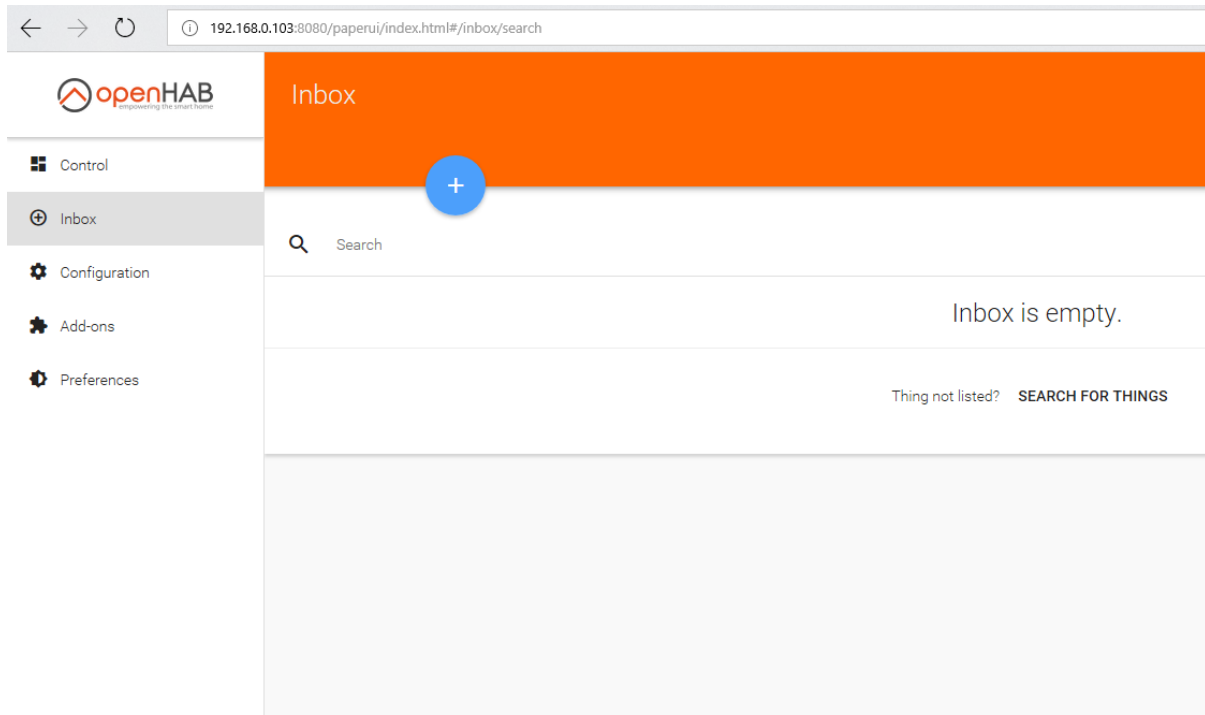 192.168.0.103:8080/paperui/index.html#/inbox/search
openHAB
empowering the smart home
Inbox
Control
Inbox
Configuration
Add-ons
Preferences
Search
Inbox is empty.
Thing not listed? SEARCH FOR THINGS